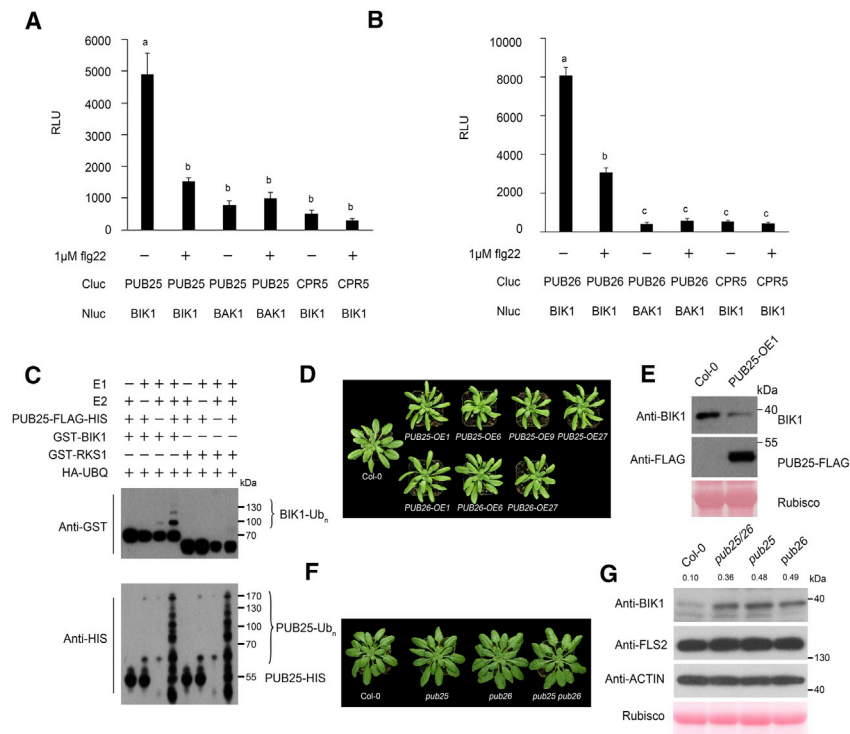 A
6000
5000
4000
3000
2000
1000
0
RLU
a
b
b
b
b
b
1µM flg22 – + – + – +
Cluc PUB25 PUB25 PUB25 PUB25 CPR5 CPR5
Nluc BIK1 BIK1 BAK1 BAK1 BIK1 BIK1
B
10000
8000
6000
4000
2000
0
RLU
a
b
c
c
c
c
1µM flg22 – + – + – +
Cluc PUB26 PUB26 PUB26 PUB26 CPR5 CPR5
Nluc BIK1 BIK1 BAK1 BAK1 BIK1 BIK1
C
E1 – + + + – + + +
E2 + – + + + – + +
PUB25-FLAG-HIS + + – + + + – +
GST-BIK1 + + + + – – – –
GST-RKS1 – – – – + + + +
HA-UBQ + + + + + + + +
kDa
Anti-GST
130
100
70
BIK1-Ubn
Anti-HIS
170
130
100
70
55
PUB25-Ubn
PUB25-HIS
D
Col-0
PUB25-OE1 PUB25-OE6 PUB25-OE9 PUB25-OE27
PUB26-OE1 PUB26-OE6 PUB26-OE27
E
Col-0 PUB25-OE1
kDa
Anti-BIK1 40 BIK1
55
Anti-FLAG PUB25-FLAG
Rubisco
F
Col-0 pub25 pub26 pub25 pub26
G
Col-0 pub25/26 pub25 pub26
0.10 0.36 0.48 0.49 kDa
Anti-BIK1 40
Anti-FLS2
130
Anti-ACTIN
40
Rubisco